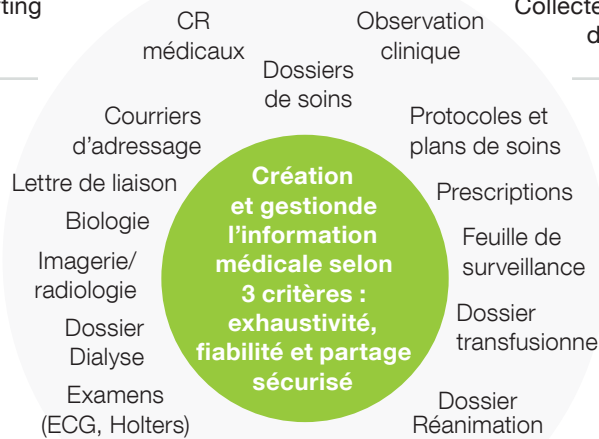 CR
médicaux
Observation
clinique
Dossiers
de soins
Courriers
d'adressage
Protocoles et
plans de soins
Lettre de liaison
Prescriptions
Biologie
Feuille de
surveillance
Imagerie/
radiologie
Dossier
transfusionne
Dossier
Dialyse
Examens
(ECG, Holters)
Dossier
Réanimation
Création
et gestionde
l'information
médicale selon
3 critères :
exhaustivité,
fiabilité et partage
sécurisé